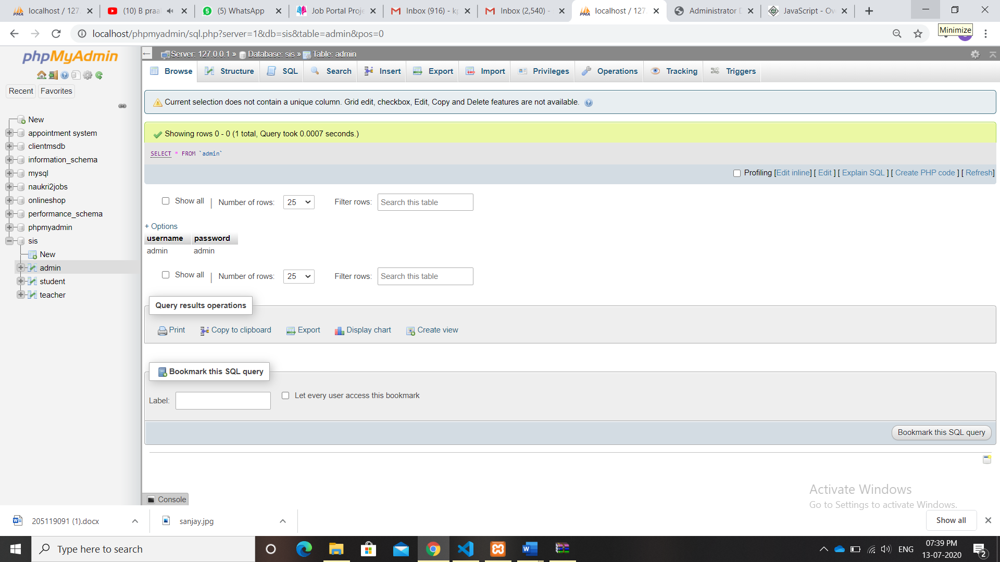 localhost / 127.
(10) B praa
(5) WhatsApp
Job Portal Proje
Inbox (916) - kp
Inbox (2,540) -
localhost / 127.
Administrator D
JavaScript - Ov
localhost/phpmyadmin/sql.php?server=1&db=sis&table=admin&pos=0
Minimize
phpMyAdmin
Recent
Favorites
New
appointment system
clientmsdb
information_schema
mysql
naukri2jobs
onlineshop
performance_schema
phpmyadmin
sis
New
admin
student
teacher
Server: 127.0.0.1 » Database: sis » Table: admin
Browse
Structure
SQL
Search
Insert
Export
Import
Privileges
Operations
Tracking
Triggers
Current selection does not contain a unique column. Grid edit, checkbox, Edit, Copy and Delete features are not available.
Showing rows 0 - 0 (1 total, Query took 0.0007 seconds.)
SELECT * FROM `admin`
Profiling [Edit inline] [ Edit ] [ Explain SQL ] [ Create PHP code ] [ Refresh]
Show all | Number of rows: 25 Filter rows: Search this table
+ Options
username password
admin admin
Show all | Number of rows: 25 Filter rows: Search this table
Query results operations
Print Copy to clipboard Export Display chart Create view
Bookmark this SQL query
Label: Let every user access this bookmark
Bookmark this SQL query
Console
Activate Windows
Go to Settings to activate Windows.
205119091 (1).docx
sanjay.jpg
Show all
Type here to search
ENG
07:39 PM
13-07-2020
2